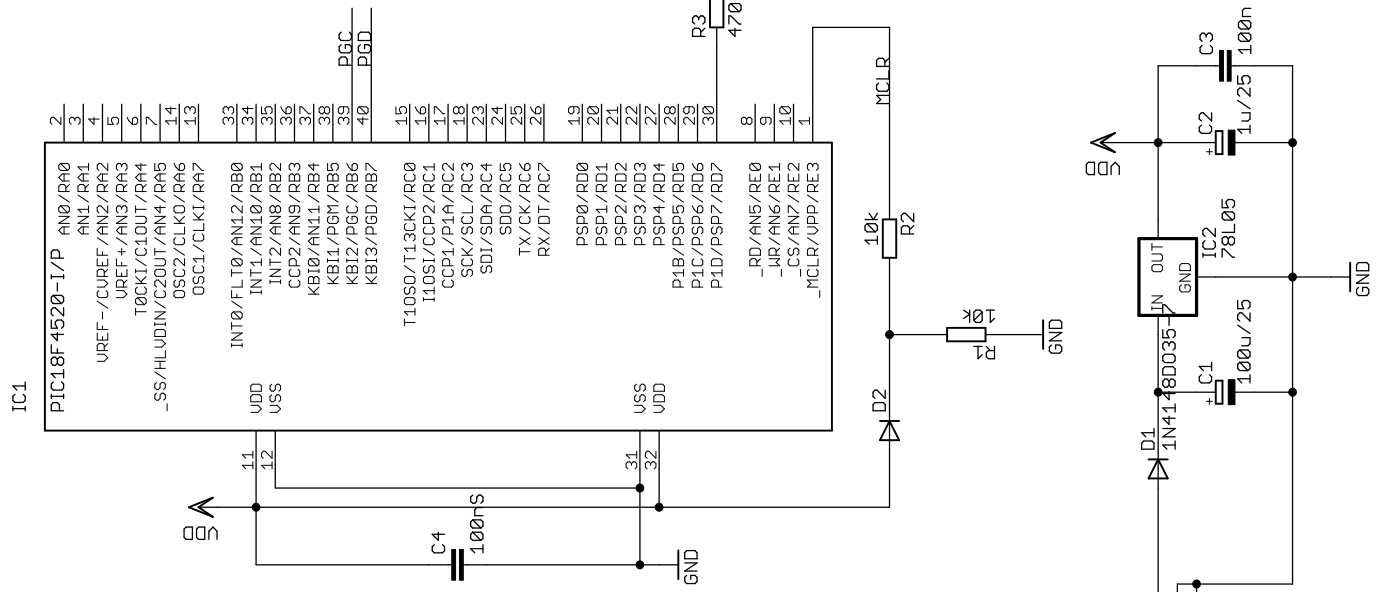 IC1
PIC18F4520-I/P
2
3
4
5
6
7
14
13
33
34
35
36
37
38
39
40
15
16
17
18
23
24
25
26
19
20
21
22
27
28
29
30
8
9
10
1
AN0/RA0
AN1/RA1
VREF-/CVREF/AN2/RA2
VREF+/AN3/RA3
T0CKI/C1OUT/RA4
_SS/HLVDIN/C2OUT/AN4/RA5
OSC2/CLKO/RA6
OSC1/CLKI/RA7
INT0/FLT0/AN12/RB0
INT1/AN10/RB1
INT2/AN8/RB2
CCP2/AN9/RB3
KBI0/AN11/RB4
KBI1/PGM/RB5
KBI2/PGC/RB6
KBI3/PGD/RB7
T1OSO/T13CKI/RC0
I1OSI/CCP2/RC1
CCP1/P1A/RC2
SCK/SCL/RC3
SDI/SDA/RC4
SDO/RC5
TX/CK/RC6
RX/DT/RC7
PSP0/RD0
PSP1/RD1
PSP2/RD2
PSP3/RD3
PSP4/RD4
P1B/PSP5/RD5
P1C/PSP6/RD6
P1D/PSP7/RD7
_RD/AN5/RE0
_WR/AN6/RE1
_CS/AN7/RE2
_MCLR/VPP/RE3
VDD
VSS
VSS
VDD
11
12
31
32
PGC
PGD
R3
470
MCLR
10k
R2
10k
R1
GND
D2
VDD
C4
100nS
GND
C3
100n
C2
+
1u/25
VDD
IC2
78L05
OUT
IN
GND
GND
C1
+
100u/25
D1
1N4148DO35-7